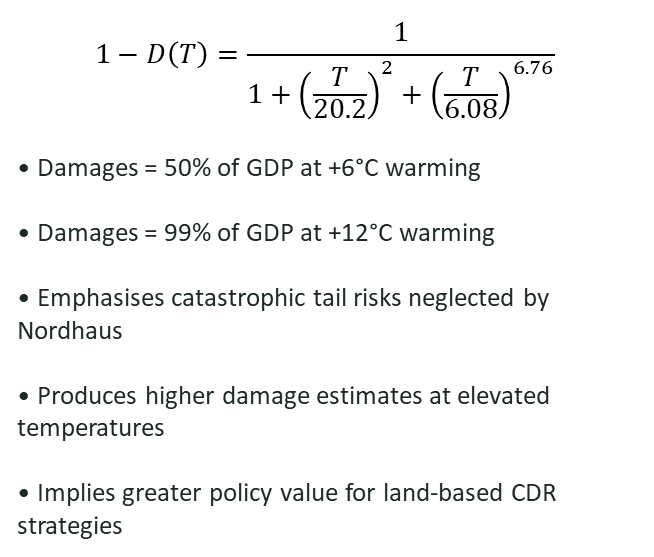 1 − D(T) = 1 / (1 + (T/20.2)^2 + (T/6.08)^6.76)
• Damages = 50% of GDP at +6°C warming
• Damages = 99% of GDP at +12°C warming
• Emphasises catastrophic tail risks neglected by
Nordhaus
• Produces higher damage estimates at elevated
temperatures
• Implies greater policy value for land-based CDR
strategies